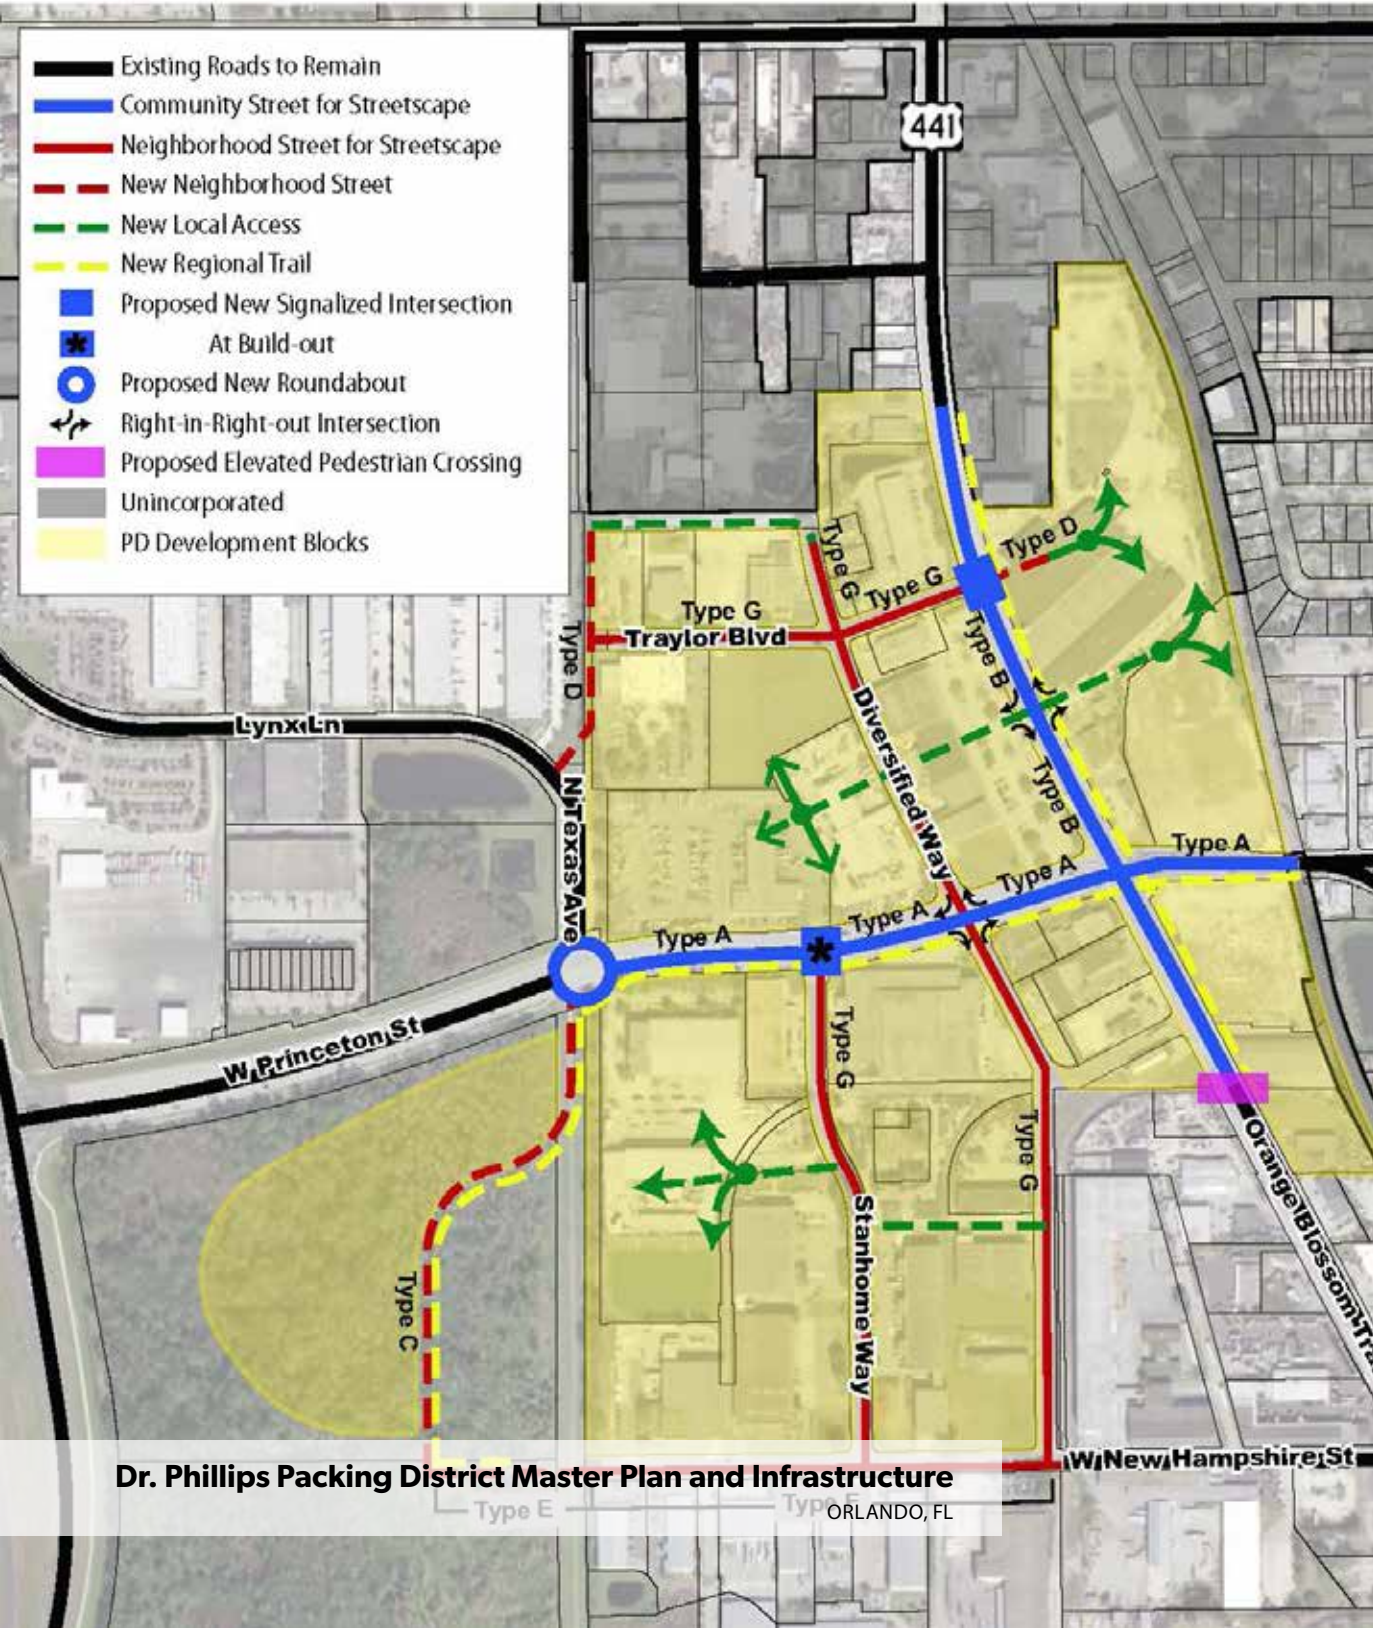 Existing Roads to Remain
Community Street for Streetscape
Neighborhood Street for Streetscape
New Neighborhood Street
New Local Access
New Regional Trail
Proposed New Signalized Intersection
* At Build-out
Proposed New Roundabout
Right-in-Right-out Intersection
Proposed Elevated Pedestrian Crossing
Unincorporated
PD Development Blocks
441
Type D
Type G
Type G
Type G
Traylor Blvd
Type D
Type B
Lynx Ln
Diversified Way
Type B
N Texas Ave
Type A
Type A
Type A
Type A
*
W Princeton St
Type G
Type G
Orange Blossom Tra
Stanhome Way
Type C
W New Hampshire St
Dr. Phillips Packing District Master Plan and Infrastructure
Type E
Type E
ORLANDO, FL